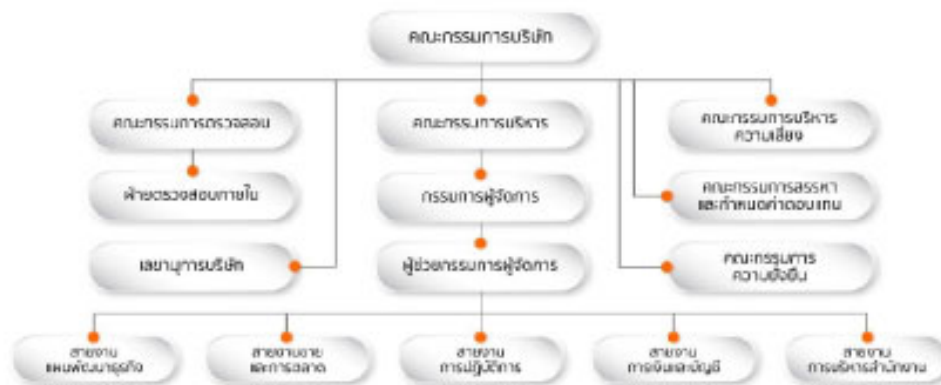 คณะกรรมการบริษัท
คณะกรรมการตรวจสอบ
คณะกรรมการบริหาร
คณะกรรมการบริหาร
ความเสี่ยง
ฝ่ายตรวจสอบภายใน
กรรมการผู้จัดการ
คณะกรรมการสรรหา
และกำหนดค่าตอบแทน
เลขานุการบริษัท
ผู้ช่วยกรรมการผู้จัดการ
คณะกรรมการ
ความยั่งยืน
สายงาน
แผนพัฒนาธุรกิจ
สายงานขาย
และการตลาด
สายงาน
การปฏิบัติการ
สายงาน
การเงินและบัญชี
สายงาน
การบริหารสำนักงาน